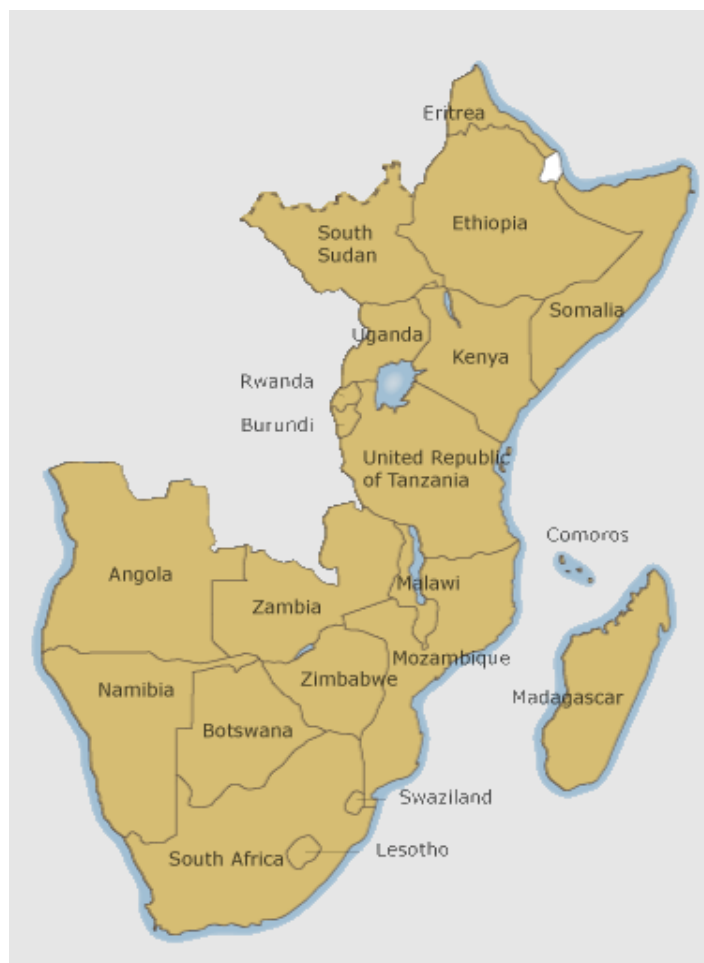 Eritrea
Ethiopia
South
Sudan
Somalia
Uganda
Kenya
Rwanda
Burundi
United Republic
of Tanzania
Comoros
Angola
Malawi
Zambia
Mozambique
Zimbabwe
Namibia
Madagascar
Botswana
Swaziland
Lesotho
South Africa